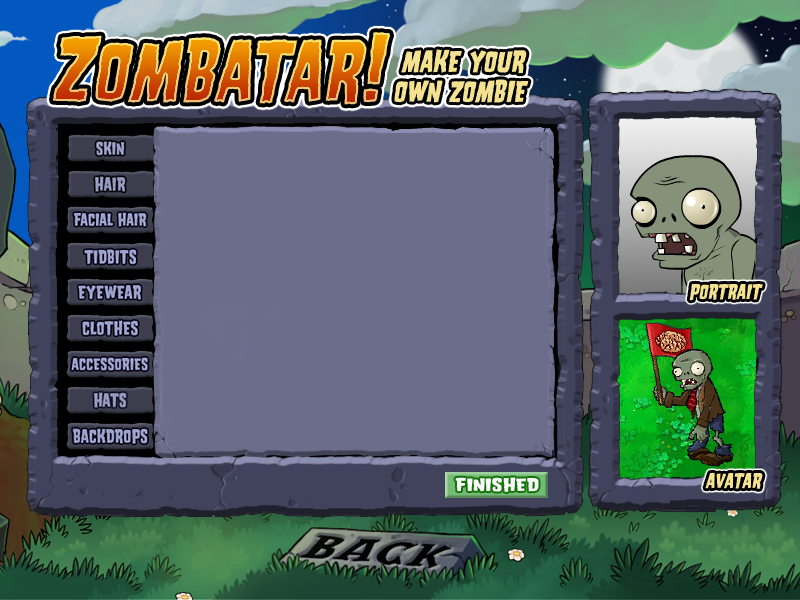 ZOMBATAR!
MAKE YOUR
OWN ZOMBIE
SKIN
HAIR
FACIAL HAIR
TIDBITS
EYEWEAR
CLOTHES
ACCESSORIES
HATS
BACKDROPS
FINISHED
PORTRAIT
AVATAR
BACK